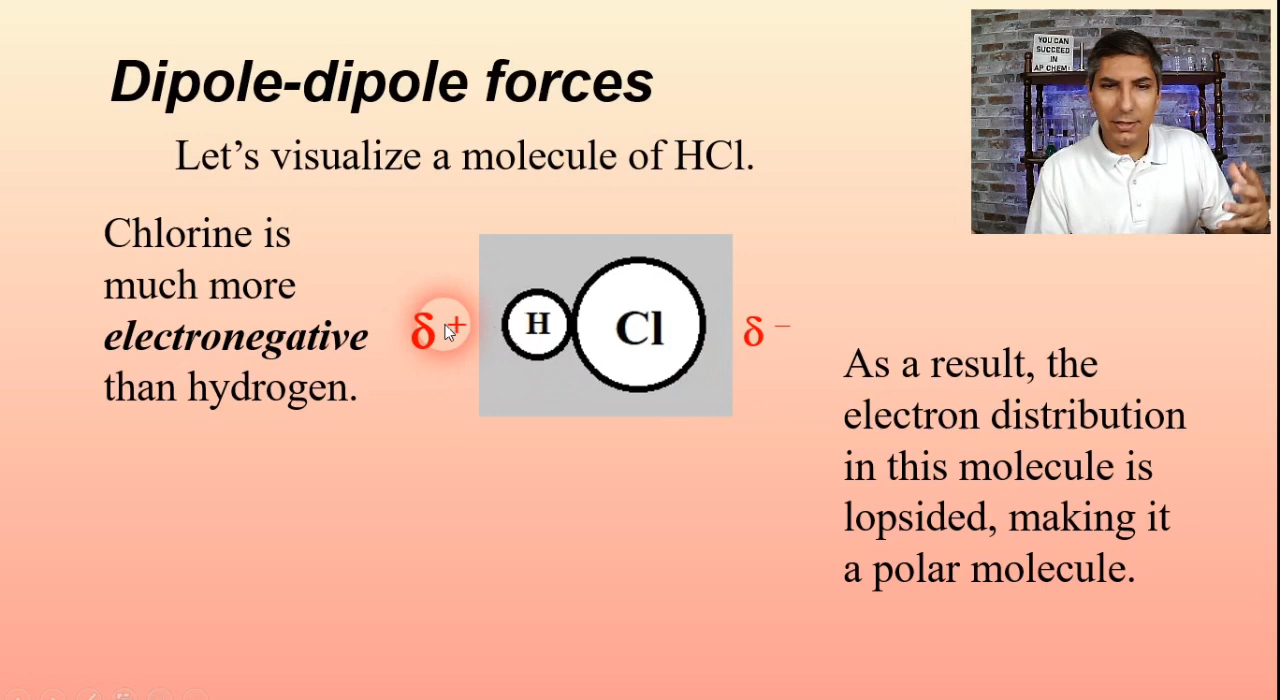 Dipole-dipole forces
Let’s visualize a molecule of HCl.
YOU CAN
SUCCEED
IN
AP CHEM!
Chlorine is
much more
electronegative
than hydrogen.
δ +
H
Cl
δ –
As a result, the
electron distribution
in this molecule is
lopsided, making it
a polar molecule.